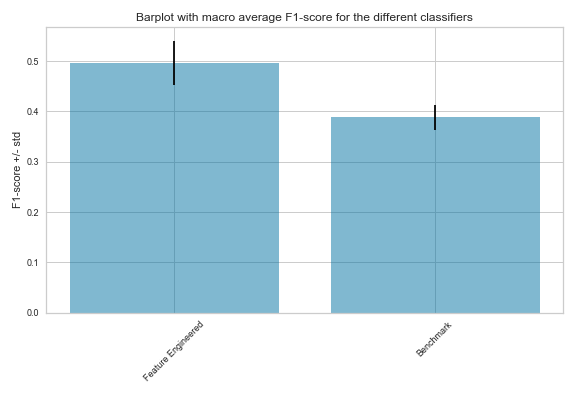 Barplot with macro average F1-score for the different classifiers
F1-score +/- std
0.5
0.4
0.3
0.2
0.1
0.0
Feature Engineered
Benchmark